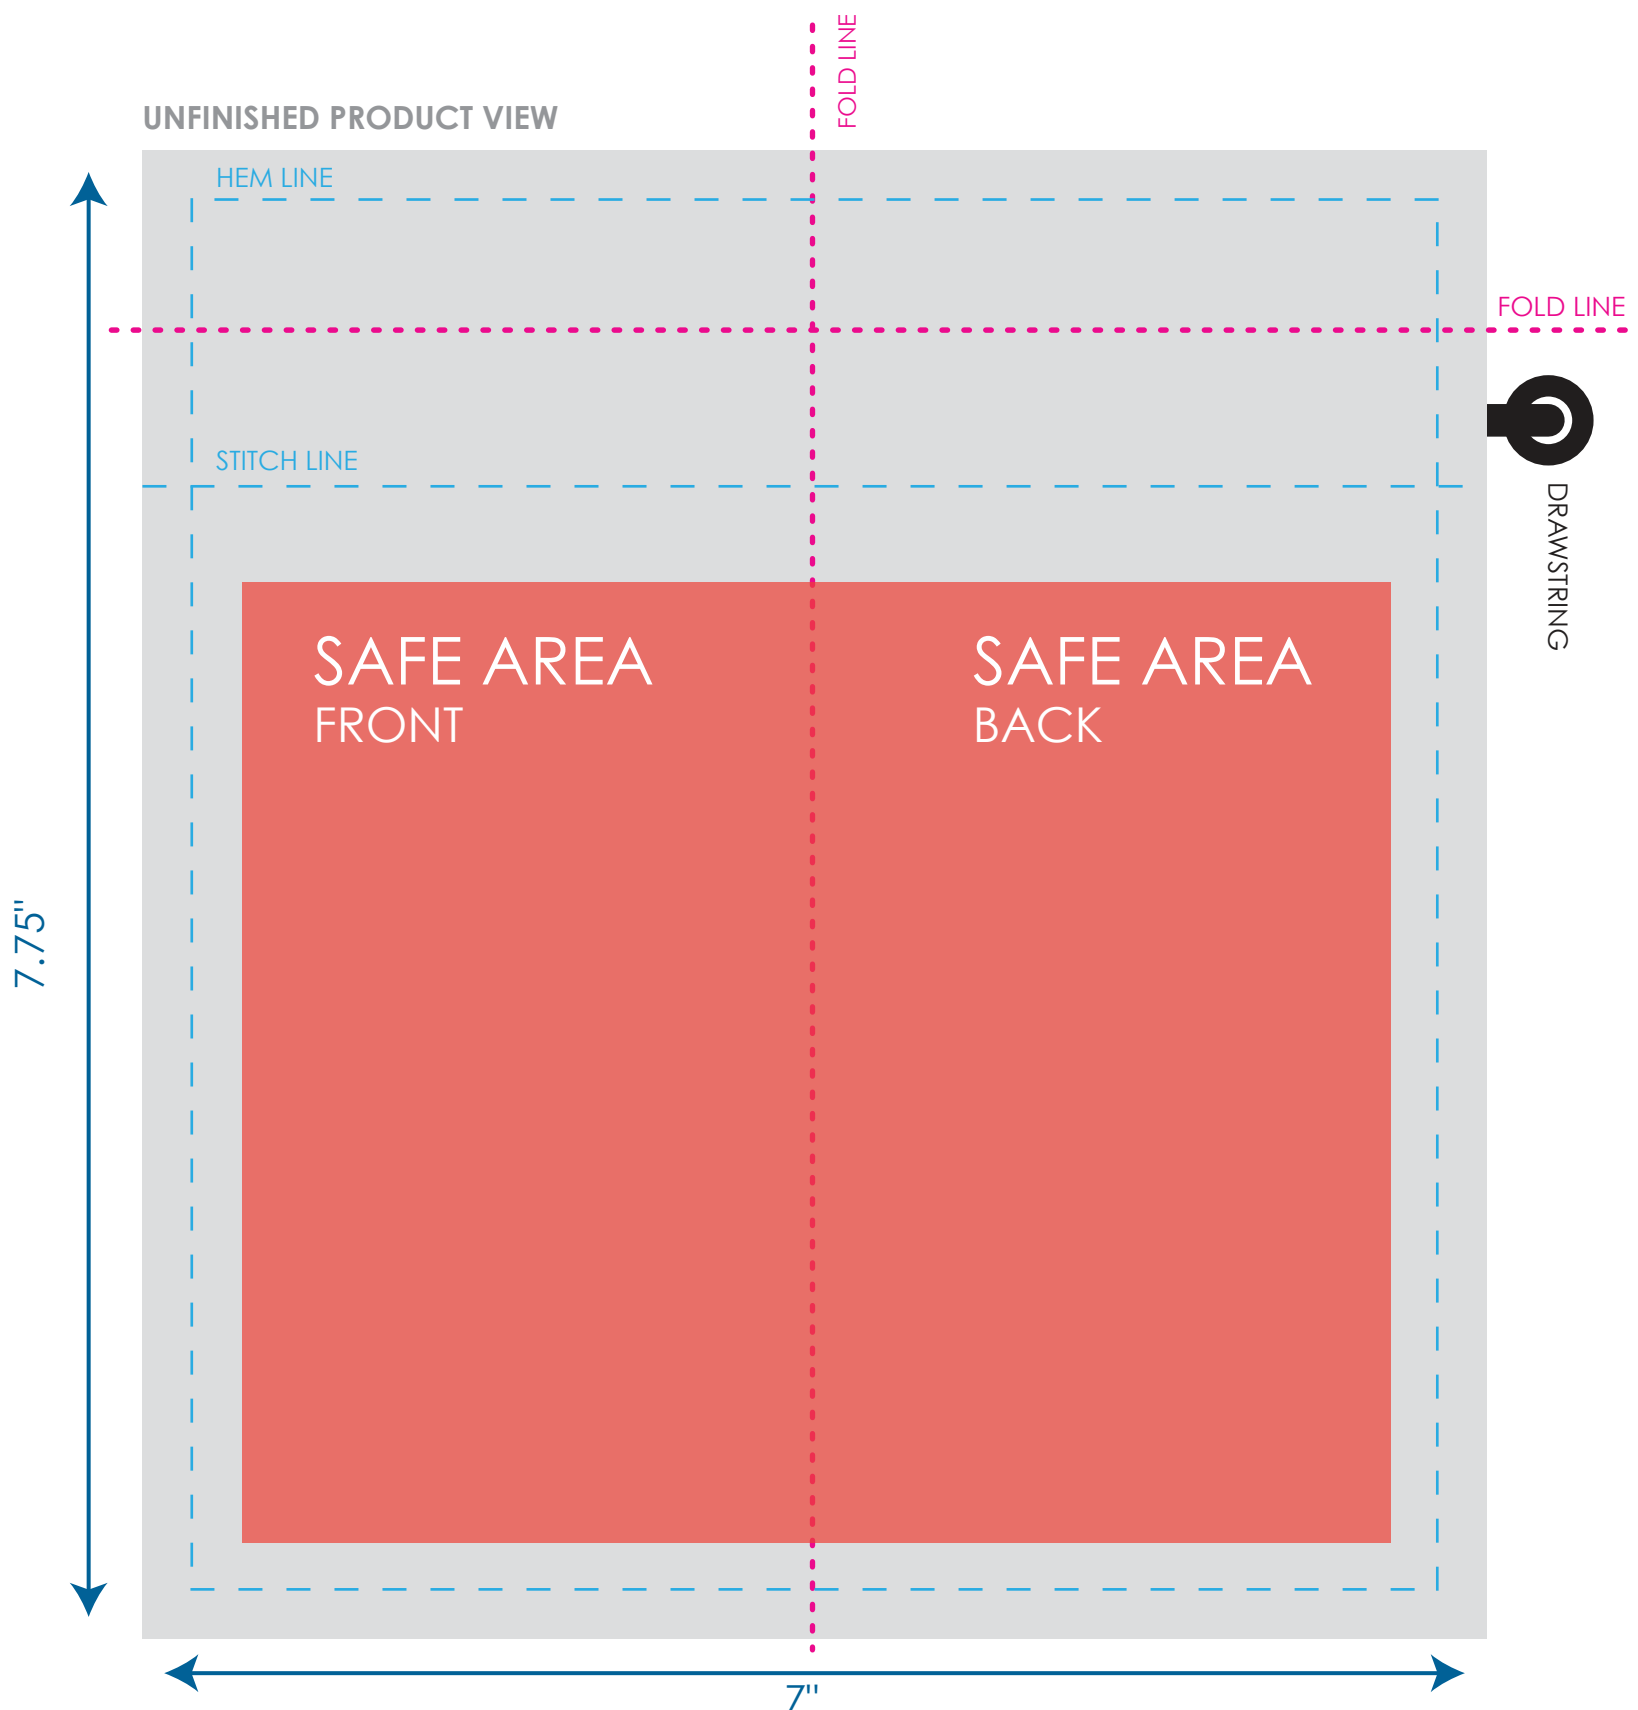 FOLD LINE
UNFINISHED PRODUCT VIEW
HEM LINE
FOLD LINE
STITCH LINE
DRAWSTRING
SAFE AREA
FRONT
SAFE AREA
BACK
7.75"
7"